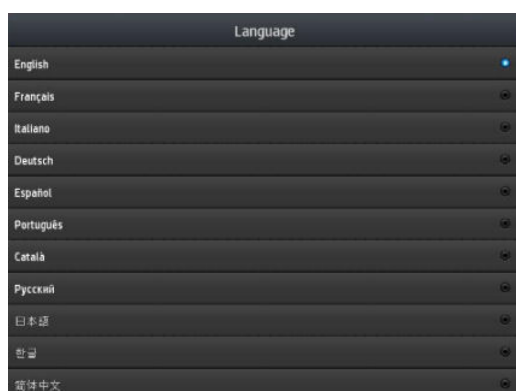 Language
English
Français
Italiano
Deutsch
Español
Português
Català
Русский
日本語
한글
简体中文